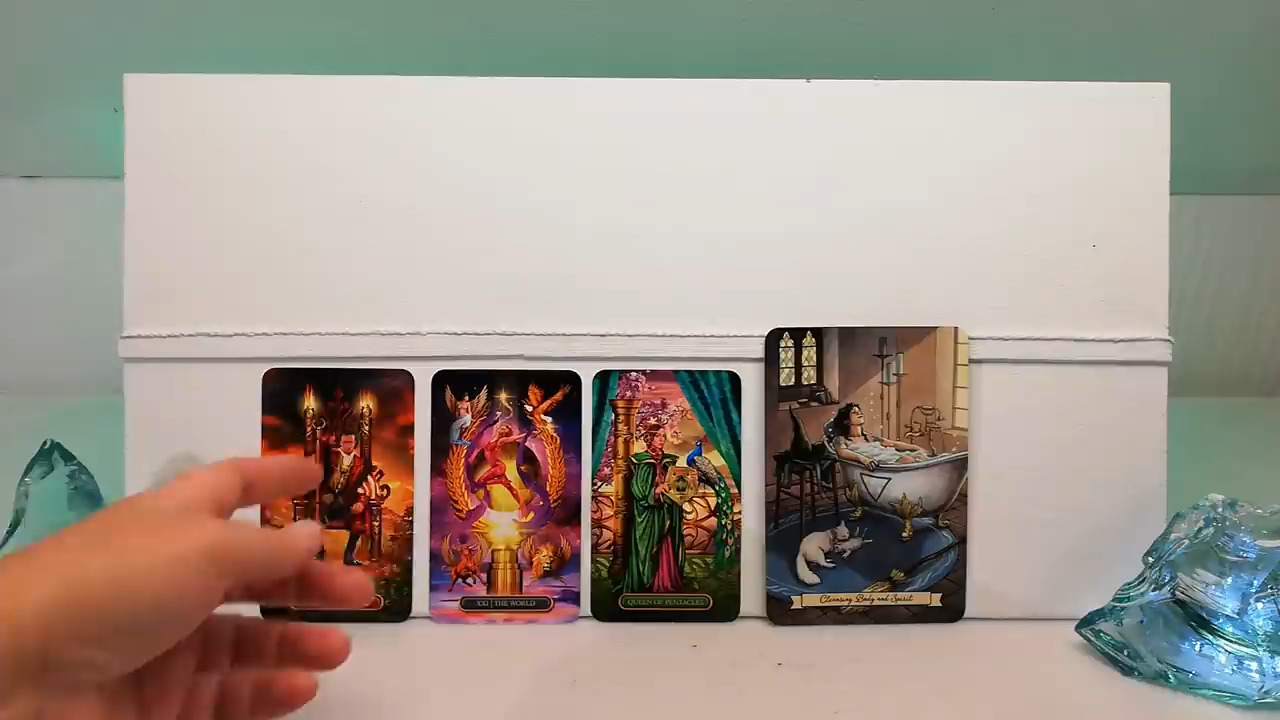 XXI | THE WORLD
QUEEN OF PENTACLES
Cleansing Body and Spirit